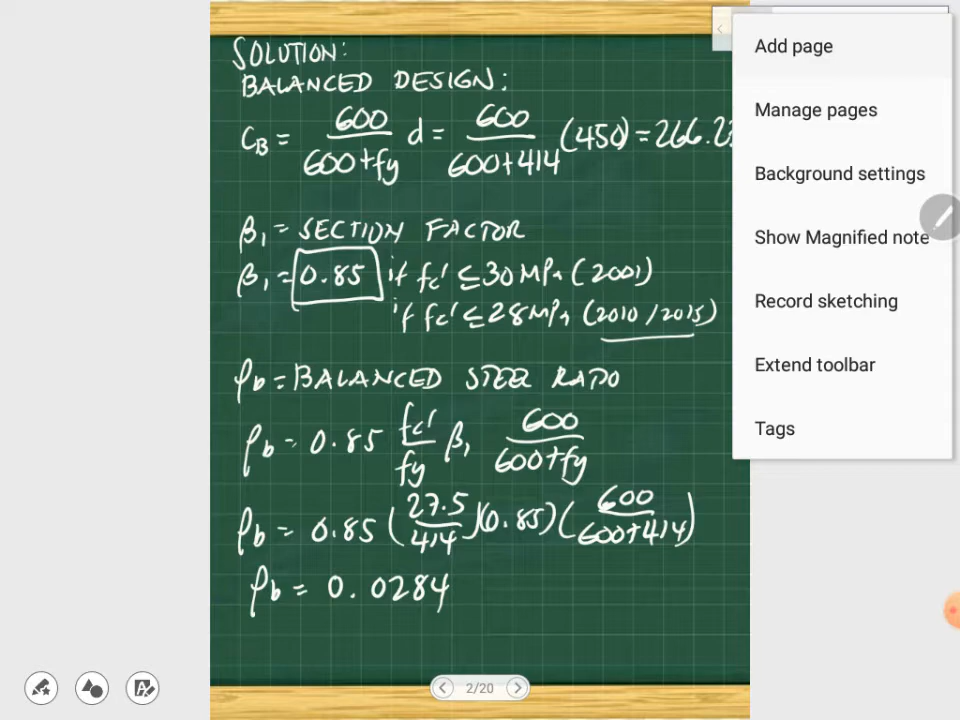 SOLUTION:
BALANCED DESIGN:
CB = 600/(600+fy) d = 600/(600+414) (450) = 266.2
β1 = SECTION FACTOR
β1 = 0.85 if fc' ≤ 30 MPa (2001)
if fc' ≤ 28 MPa (2010/2015)
ρb = BALANCED STEEL RATIO
ρb = 0.85 fc'/fy β1 600/(600+fy)
ρb = 0.85 (27.5/414)(0.85)(600/(600+414))
ρb = 0.0284
2/20
Add page
Manage pages
Background settings
Show Magnified note
Record sketching
Extend toolbar
Tags